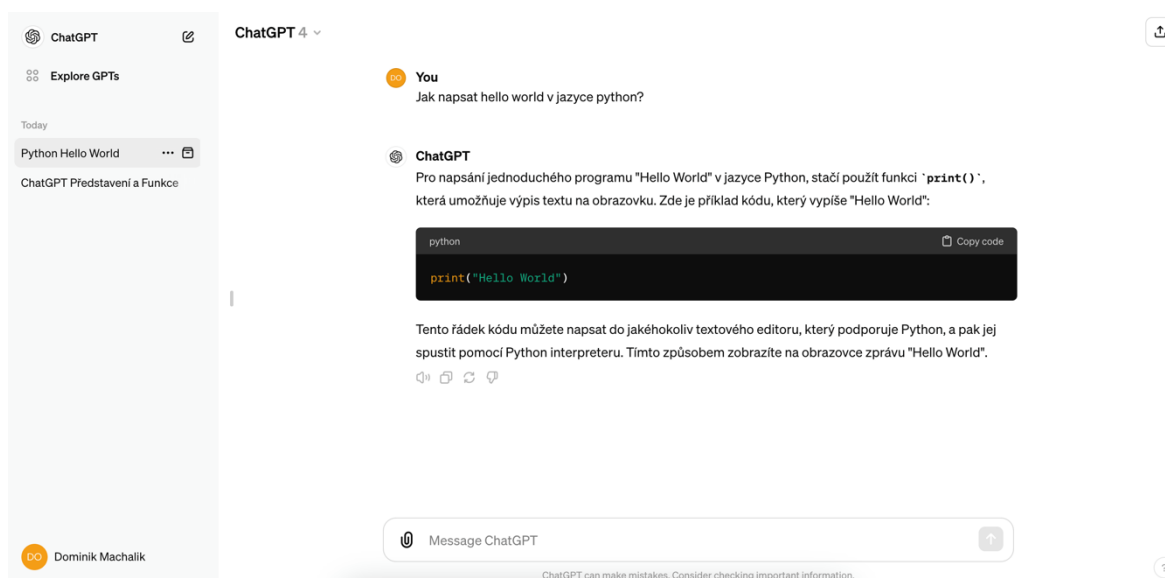 ChatGPT
Explore GPTs
Today
Python Hello World
ChatGPT Představení a Funkce
DO Dominik Machalik
ChatGPT 4
DO You
Jak napsat hello world v jazyce python?
ChatGPT
Pro napsání jednoduchého programu "Hello World" v jazyce Python, stačí použít funkci `print()`,
která umožňuje výpis textu na obrazovku. Zde je příklad kódu, který vypíše "Hello World":
python Copy code
print("Hello World")
Tento řádek kódu můžete napsat do jakéhokoliv textového editoru, který podporuje Python, a pak jej
spustit pomocí Python interpreteru. Tímto způsobem zobrazíte na obrazovce zprávu "Hello World".
Message ChatGPT
ChatGPT can make mistakes. Consider checking important information.
?